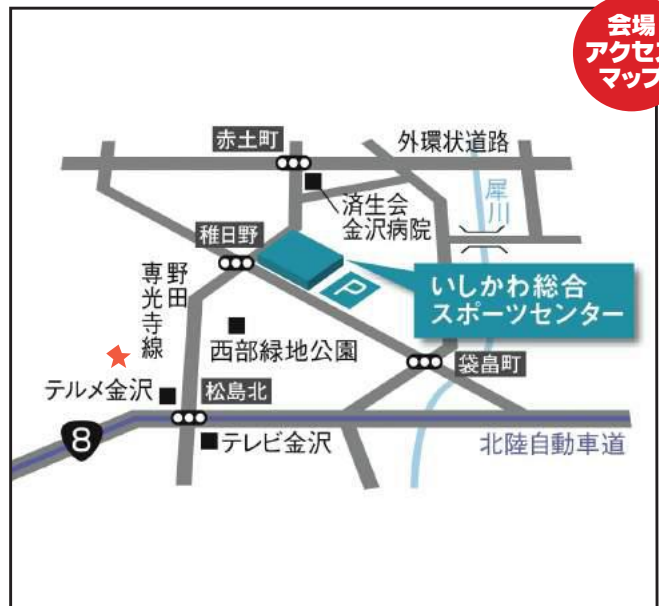 会場
アクセス
マップ
赤土町
外環状道路
犀川
済生会
金沢病院
稚日野
野田
専光寺線
P
いしかわ総合
スポーツセンター
西部緑地公園
袋畠町
テルメ金沢
松島北
8
テレビ金沢
北陸自動車道